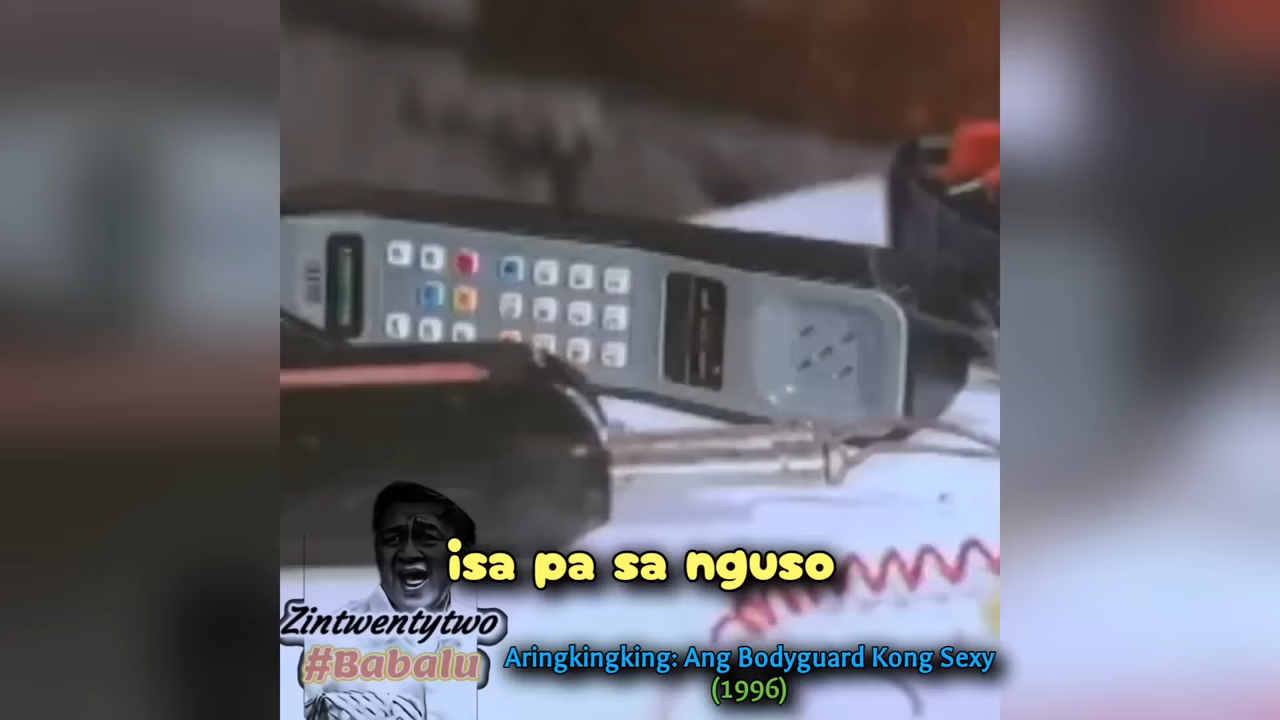 isa pa sa nguso
Zintwentytwo
#Babalu
Aringkingking: Ang Bodyguard Kong Sexy
(1996)